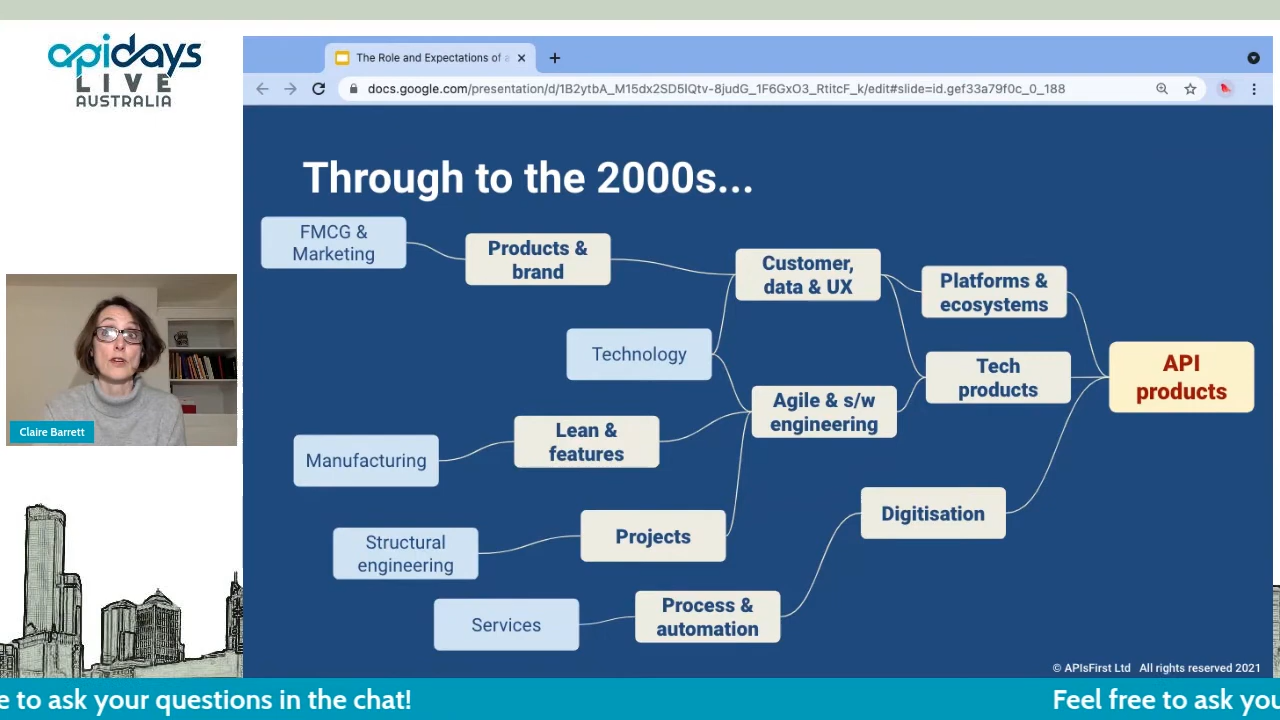 apidays
LIVE
AUSTRALIA
The Role and Expectations of a
docs.google.com/presentation/d/1B2ytbA_M15dx2SD5IQtv-8judG_1F6GxO3_RtitcF_k/edit#slide=id.gef33a79f0c_0_188
Through to the 2000s...
FMCG &
Marketing
Products &
brand
Customer,
data & UX
Platforms &
ecosystems
Technology
Tech
products
API
products
Agile & s/w
engineering
Lean &
features
Manufacturing
Digitisation
Projects
Structural
engineering
Process &
automation
Services
Claire Barrett
© APIsFirst Ltd All rights reserved 2021
e to ask your questions in the chat!
Feel free to ask you